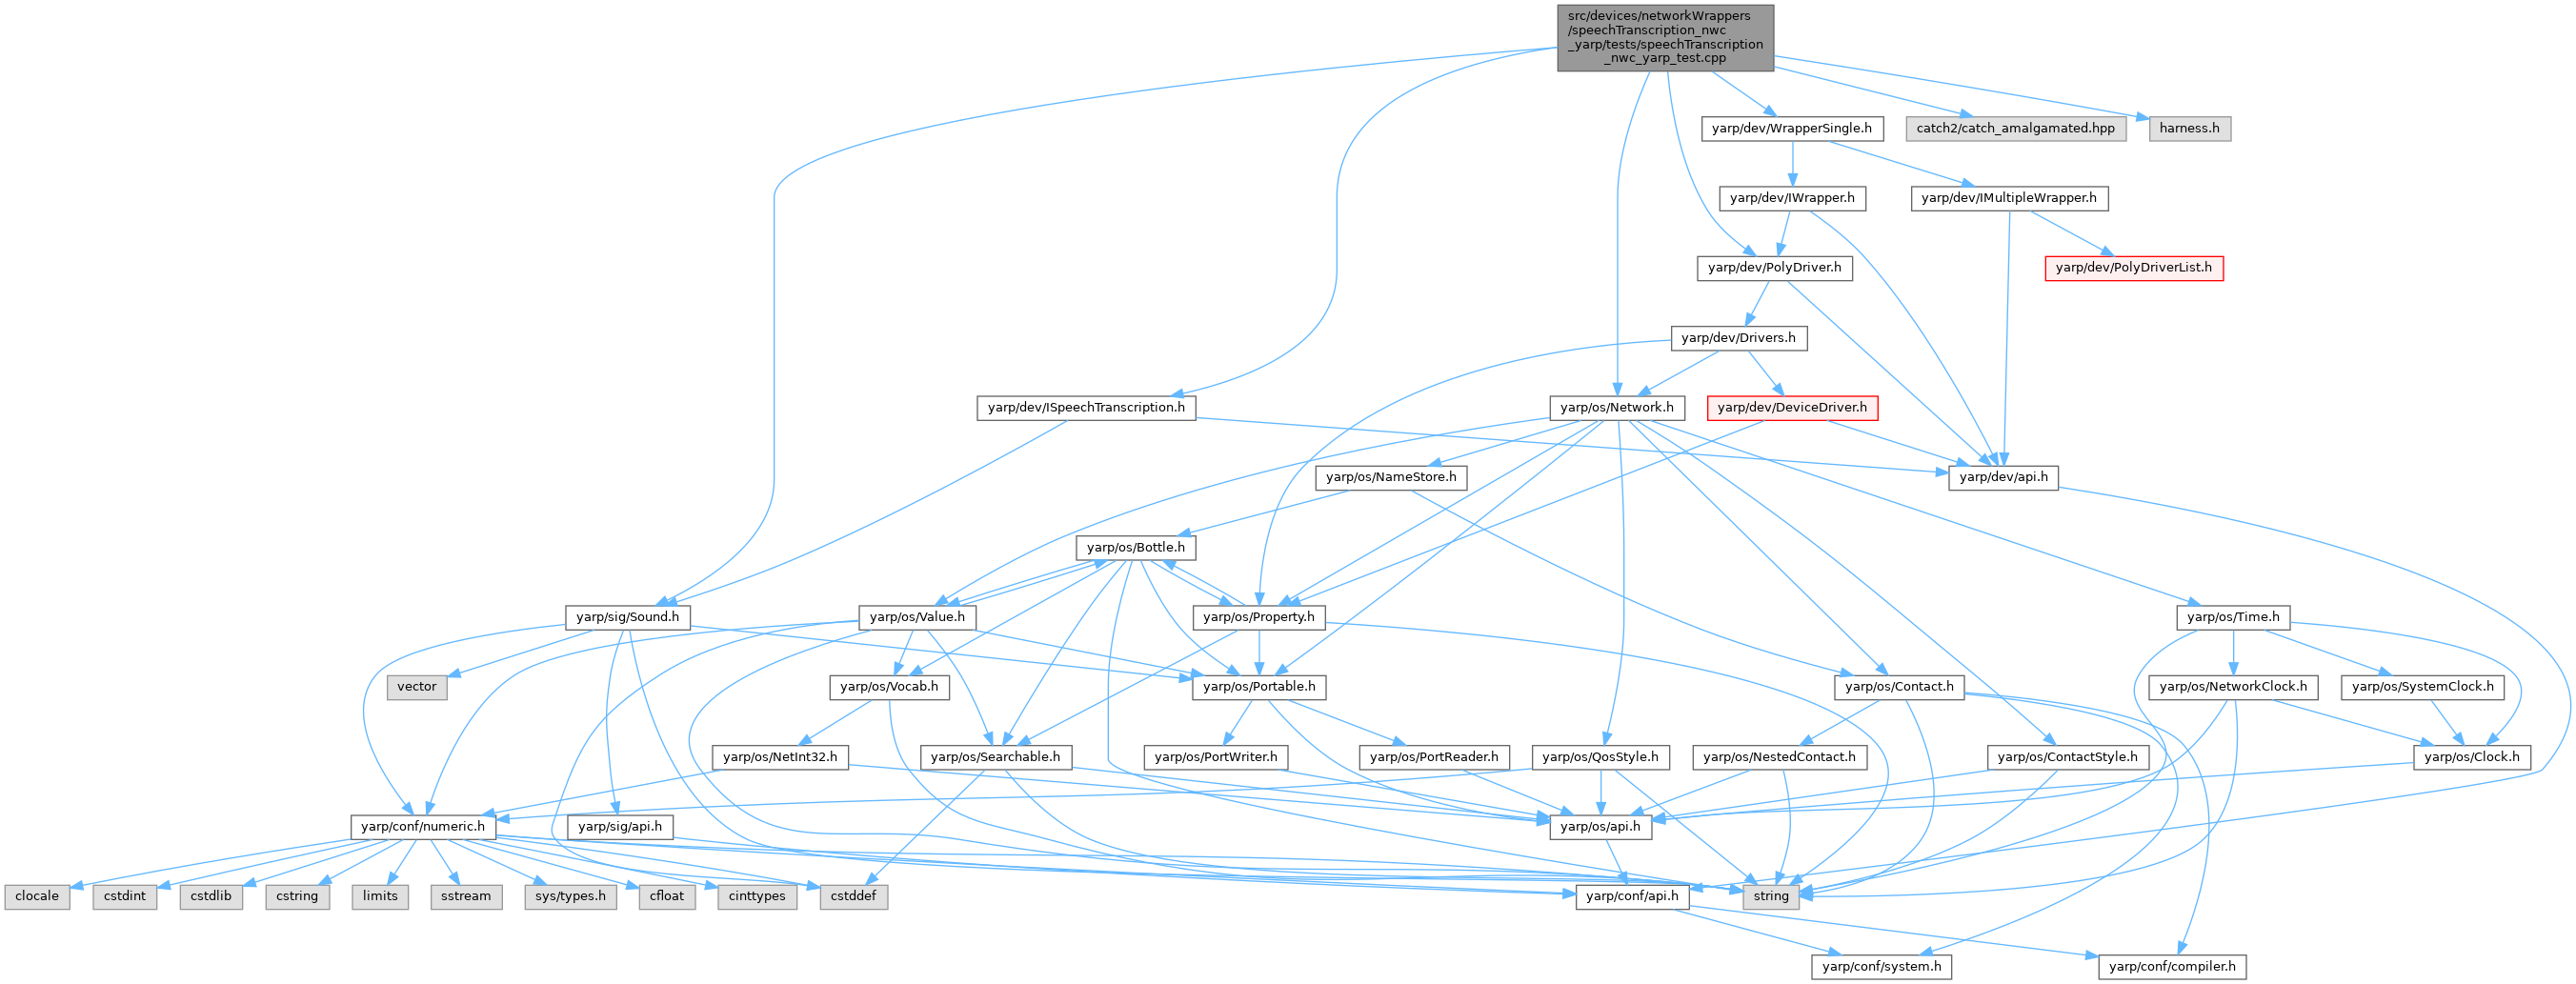 src/devices/networkWrappers
/speechTranscription_nwc
_yarp/tests/speechTranscription
_nwc_yarp_test.cpp
yarp/dev/WrapperSingle.h
catch2/catch_amalgamated.hpp
harness.h
yarp/dev/IWrapper.h
yarp/dev/IMultipleWrapper.h
yarp/dev/PolyDriver.h
yarp/dev/PolyDriverList.h
yarp/dev/Drivers.h
yarp/dev/ISpeechTranscription.h
yarp/os/Network.h
yarp/dev/DeviceDriver.h
yarp/os/NameStore.h
yarp/dev/api.h
yarp/os/Bottle.h
yarp/sig/Sound.h
yarp/os/Value.h
yarp/os/Property.h
yarp/os/Time.h
vector
yarp/os/Vocab.h
yarp/os/Portable.h
yarp/os/Contact.h
yarp/os/NetworkClock.h
yarp/os/SystemClock.h
yarp/os/NetInt32.h
yarp/os/Searchable.h
yarp/os/PortWriter.h
yarp/os/PortReader.h
yarp/os/QosStyle.h
yarp/os/NestedContact.h
yarp/os/ContactStyle.h
yarp/os/Clock.h
yarp/conf/numeric.h
yarp/sig/api.h
yarp/os/api.h
clocale
cstdint
cstdlib
cstring
limits
sstream
sys/types.h
cfloat
cinttypes
cstddef
yarp/conf/api.h
string
yarp/conf/system.h
yarp/conf/compiler.h